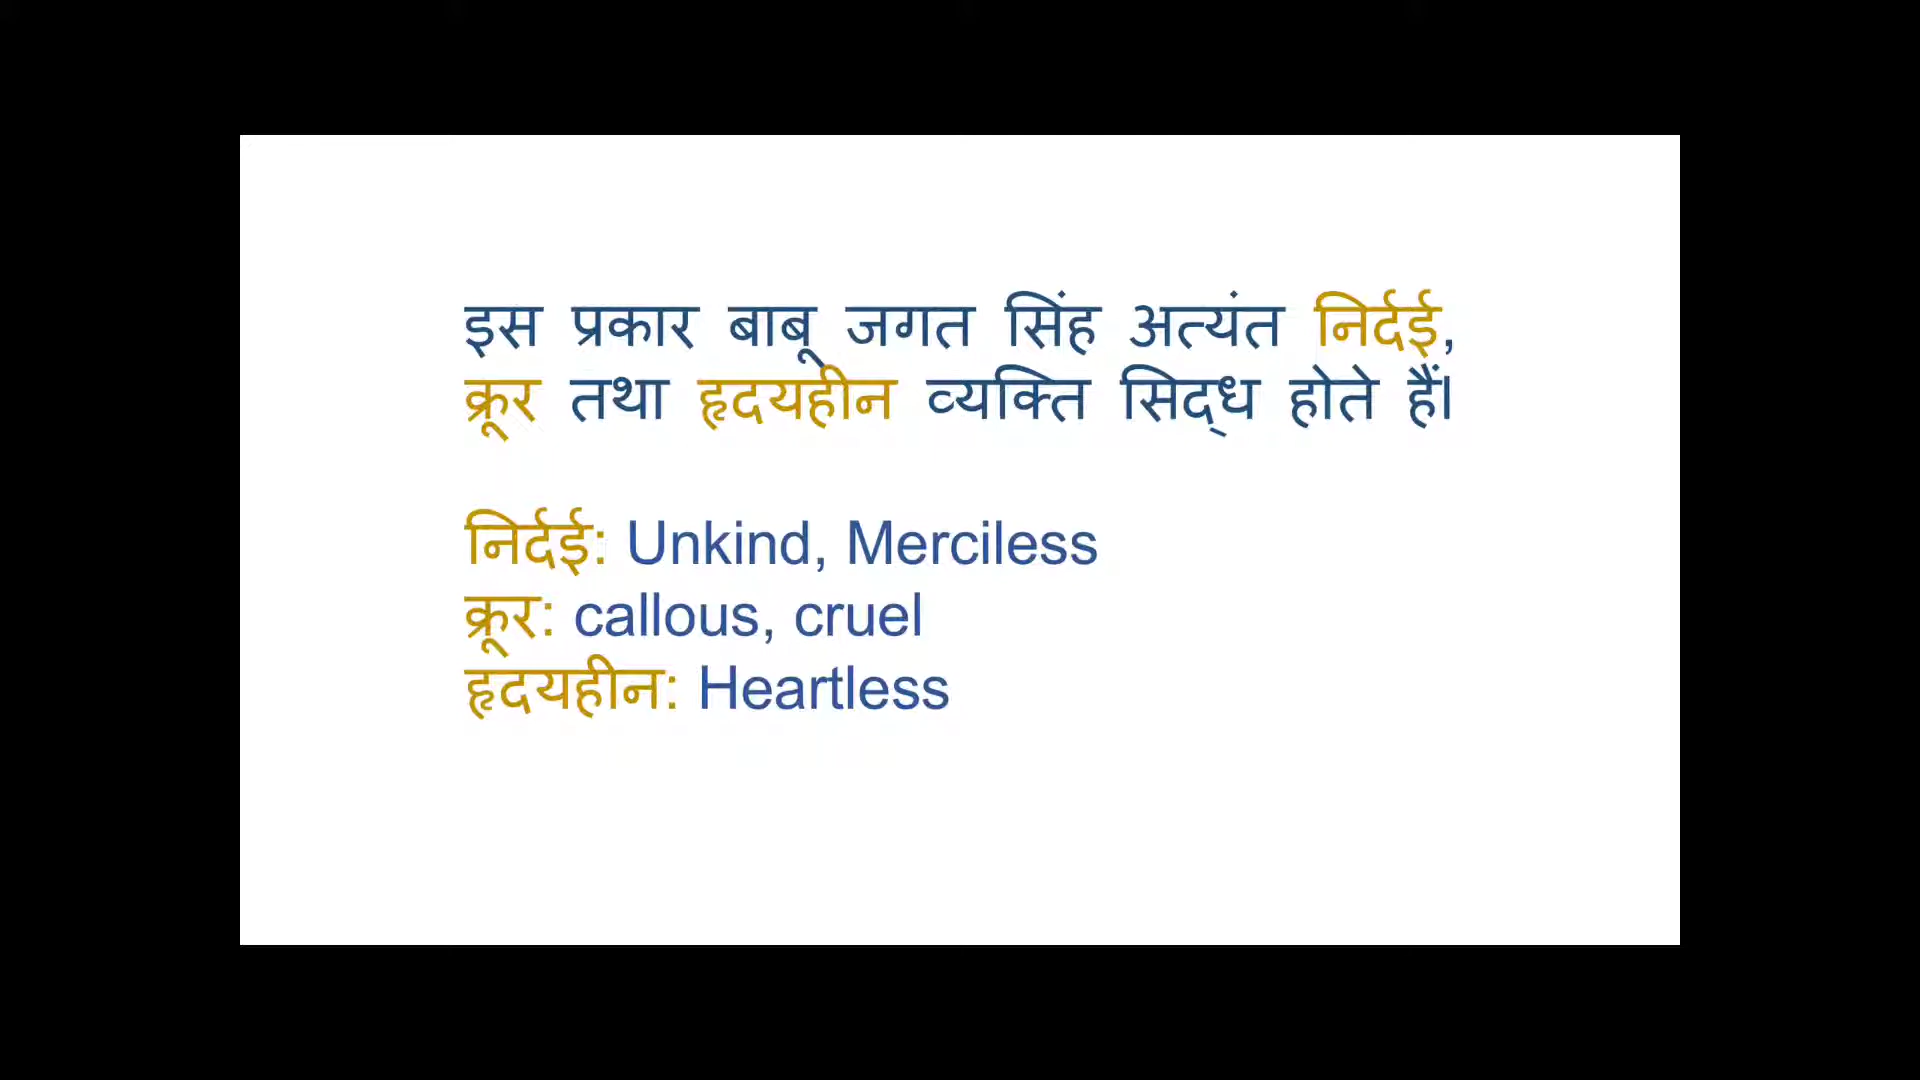 इस प्रकार बाबू जगत सिंह अत्यंत निर्दई,
क्रूर तथा हृदयहीन व्यक्ति सिद्ध होते हैं।
निर्दई: Unkind, Merciless
क्रूर: callous, cruel
हृदयहीन: Heartless